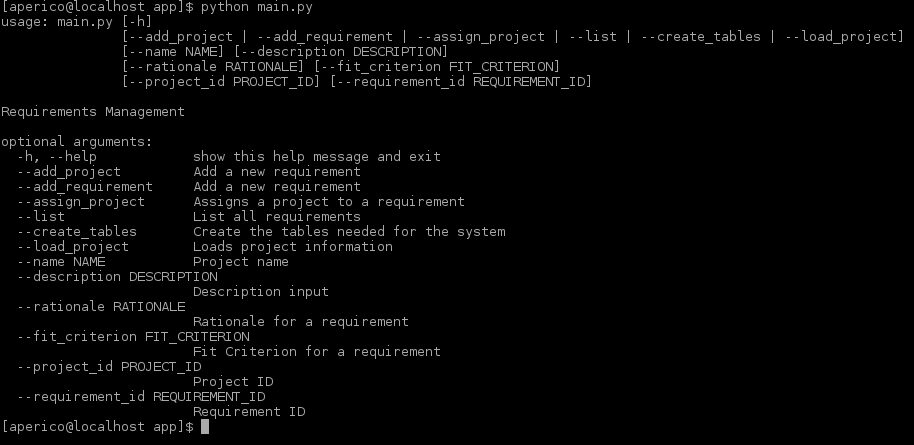 [aperico@localhost app]$ python main.py
usage: main.py [-h]
               [--add_project | --add_requirement | --assign_project | --list | --create_tables | --load_project]
               [--name NAME] [--description DESCRIPTION]
               [--rationale RATIONALE] [--fit_criterion FIT_CRITERION]
               [--project_id PROJECT_ID] [--requirement_id REQUIREMENT_ID]

Requirements Management

optional arguments:
  -h, --help            show this help message and exit
  --add_project         Add a new requirement
  --add_requirement     Add a new requirement
  --assign_project      Assigns a project to a requirement
  --list                List all requirements
  --create_tables       Create the tables needed for the system
  --load_project        Loads project information
  --name NAME           Project name
  --description DESCRIPTION
                        Description input
  --rationale RATIONALE
                        Rationale for a requirement
  --fit_criterion FIT_CRITERION
                        Fit Criterion for a requirement
  --project_id PROJECT_ID
                        Project ID
  --requirement_id REQUIREMENT_ID
                        Requirement ID
[aperico@localhost app]$